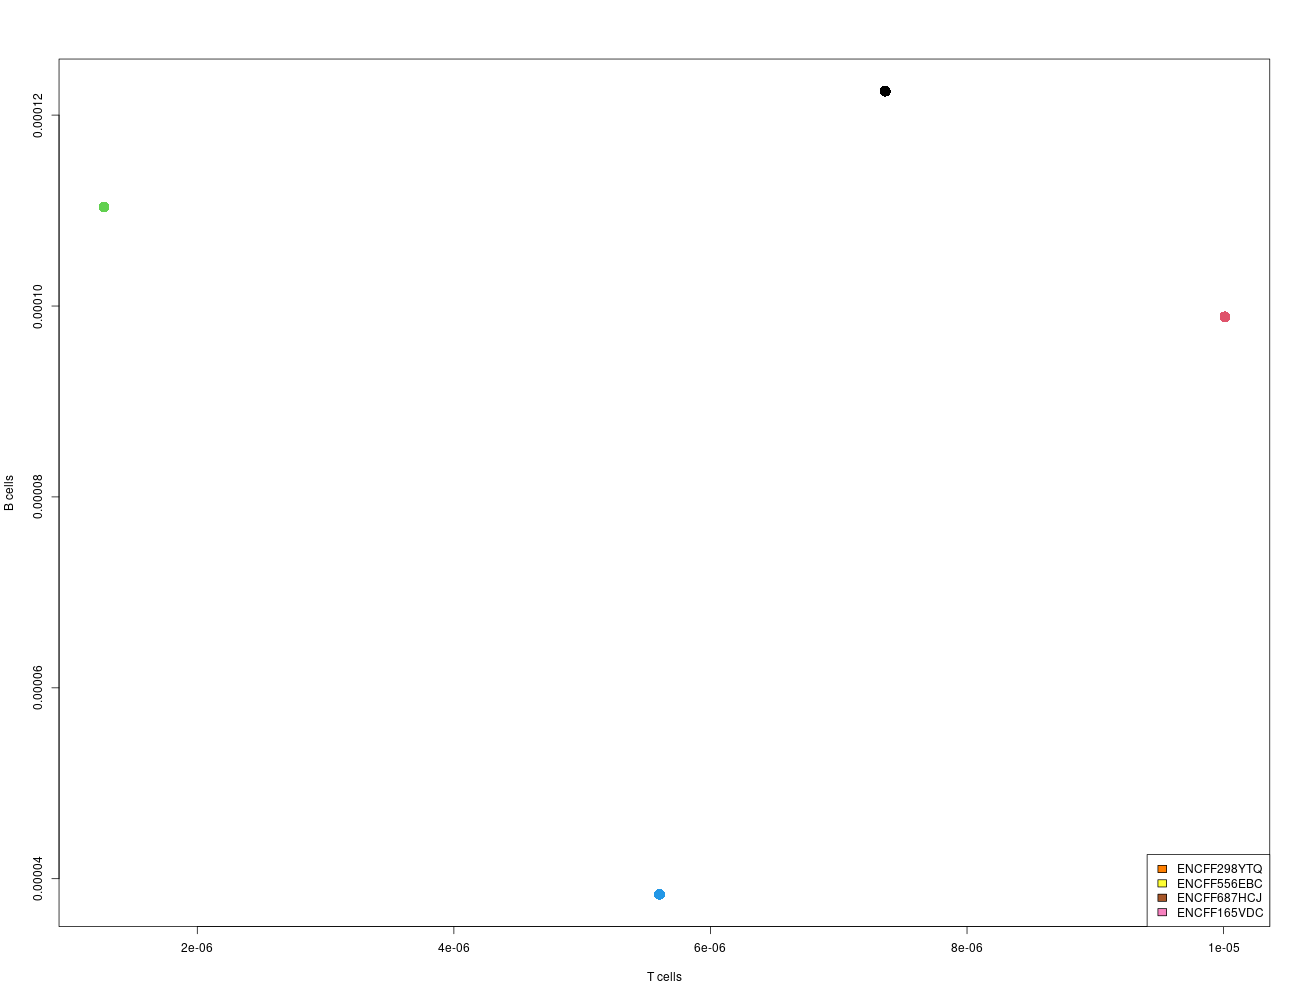 0.00012
0.00010
0.00008
0.00006
0.00004
B cells
2e-06
4e-06
6e-06
8e-06
1e-05
T cells
ENCFF298YTQ
ENCFF556EBC
ENCFF687HCJ
ENCFF165VDC